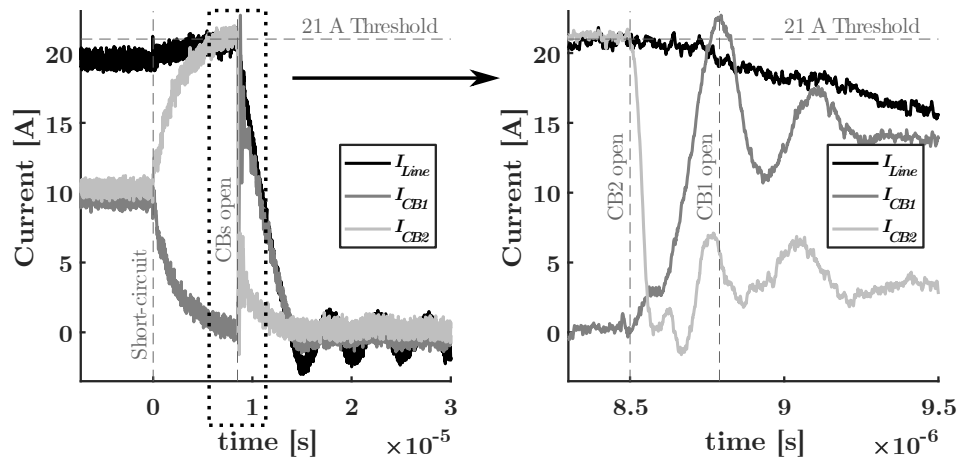 21 A Threshold
20
15
10
5
0
Current [A]
Short-circuit
CBs open
I_Line
I_CB1
I_CB2
0
1
2
3
time [s]
×10⁻⁵
21 A Threshold
20
15
10
5
0
Current [A]
CB2 open
CB1 open
I_Line
I_CB1
I_CB2
8.5
9
9.5
time [s]
×10⁻⁶